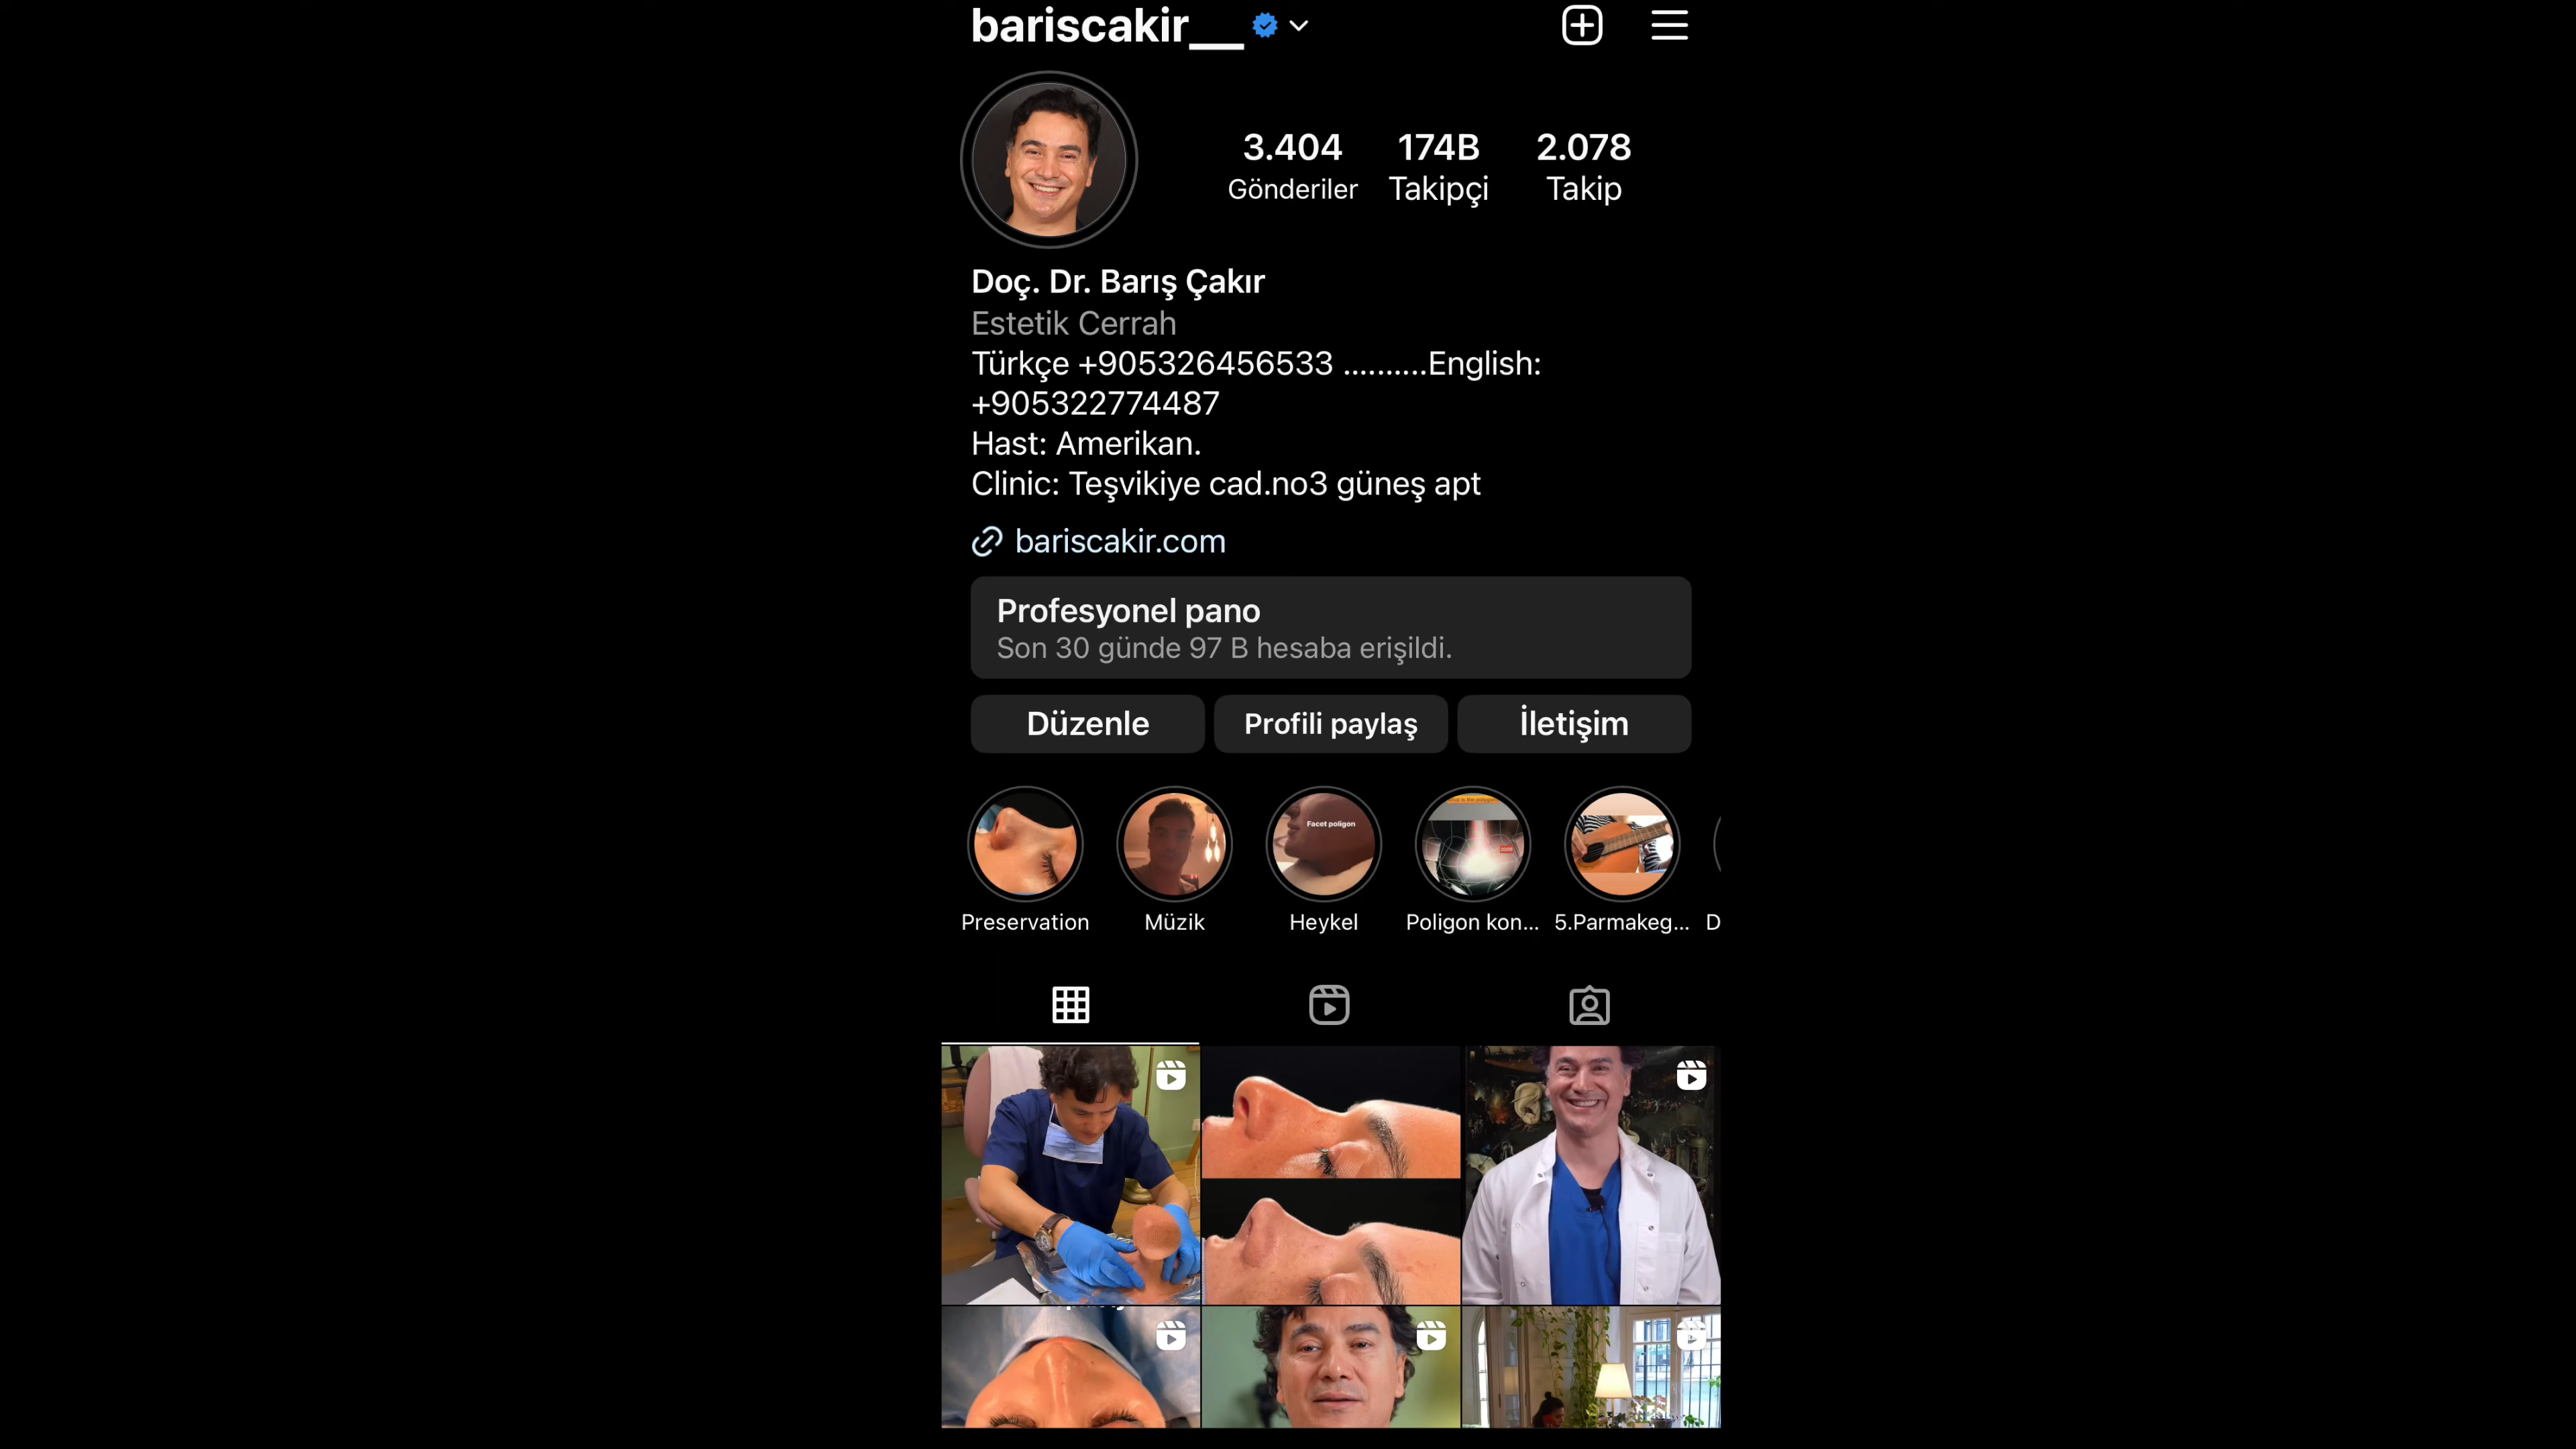 bariscakir__
3.404 174B 2.078
Gönderiler Takipçi Takip
Doç. Dr. Barış Çakır
Estetik Cerrah
Türkçe +905326456533 ..........English:
+905322774487
Hast: Amerikan.
Clinic: Teşvikiye cad.no3 güneş apt
bariscakir.com
Profesyonel pano
Son 30 günde 97 B hesaba erişildi.
Düzenle Profili paylaş İletişim
Facet poligon
Preservation Müzik Heykel Poligon kon... 5.Parmakeg... D